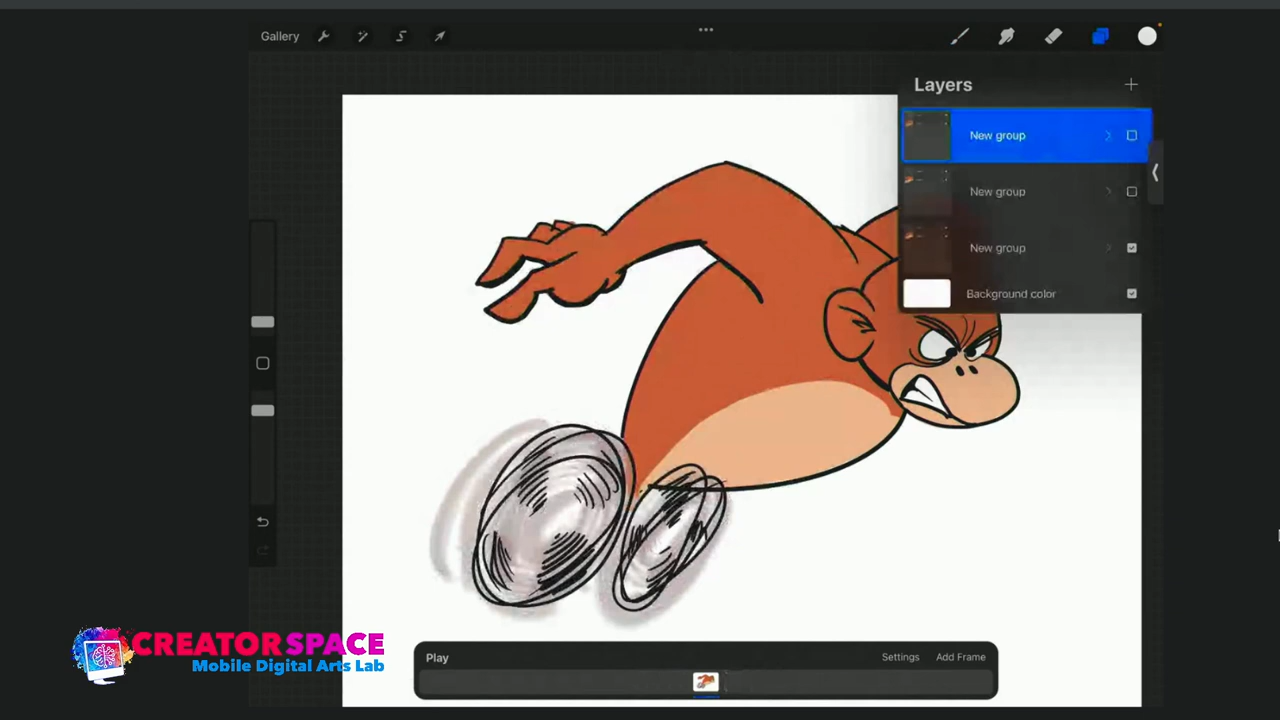 Gallery
Layers
New group
New group
New group
Background color
CREATORSPACE
Mobile Digital Arts Lab
Play
Settings
Add Frame